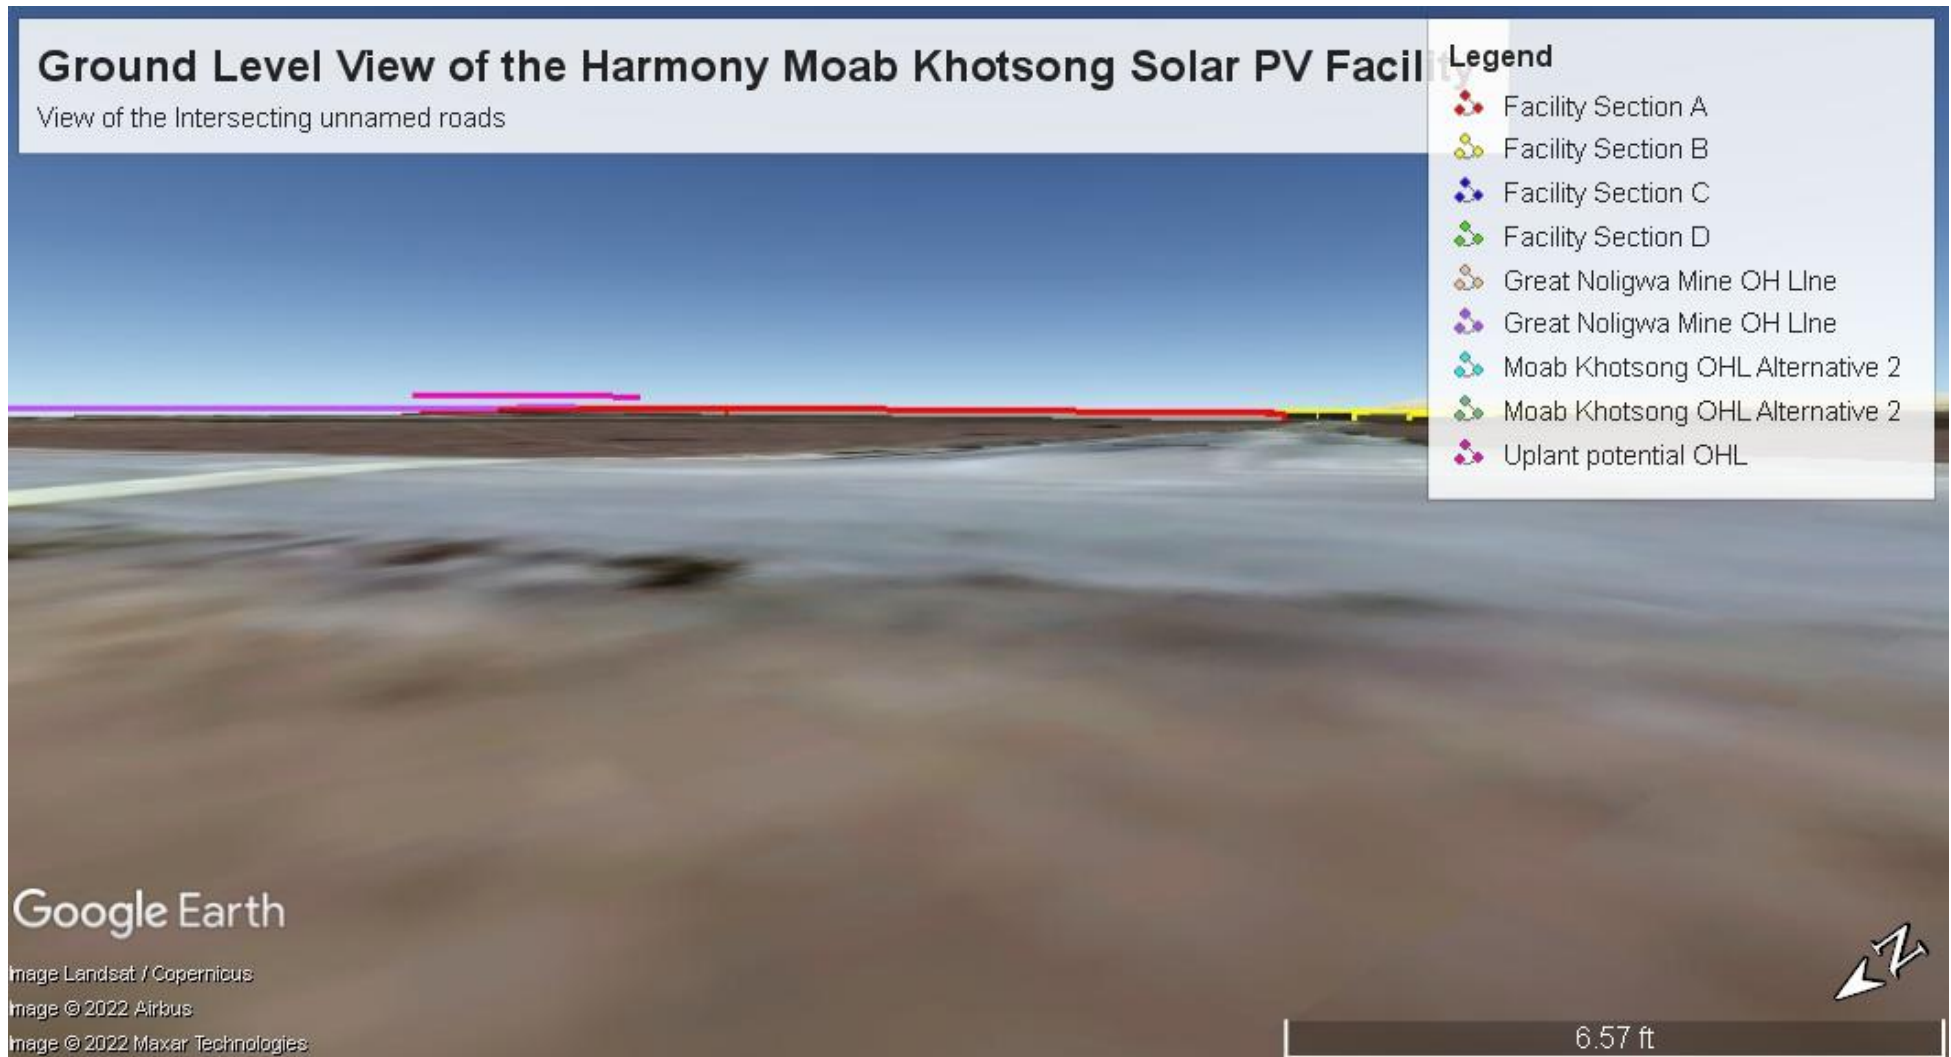 Ground Level View of the Harmony Moab Khotsong Solar PV Facility
View of the Intersecting unnamed roads
Legend
Facility Section A
Facility Section B
Facility Section C
Facility Section D
Great Noligwa Mine OH LIne
Great Noligwa Mine OH LIne
Moab Khotsong OHL Alternative 2
Moab Khotsong OHL Alternative 2
Uplant potential OHL
Google Earth
Image Landsat / Copernicus
Image © 2022 Airbus
Image © 2022 Maxar Technologies
N
6.57 ft